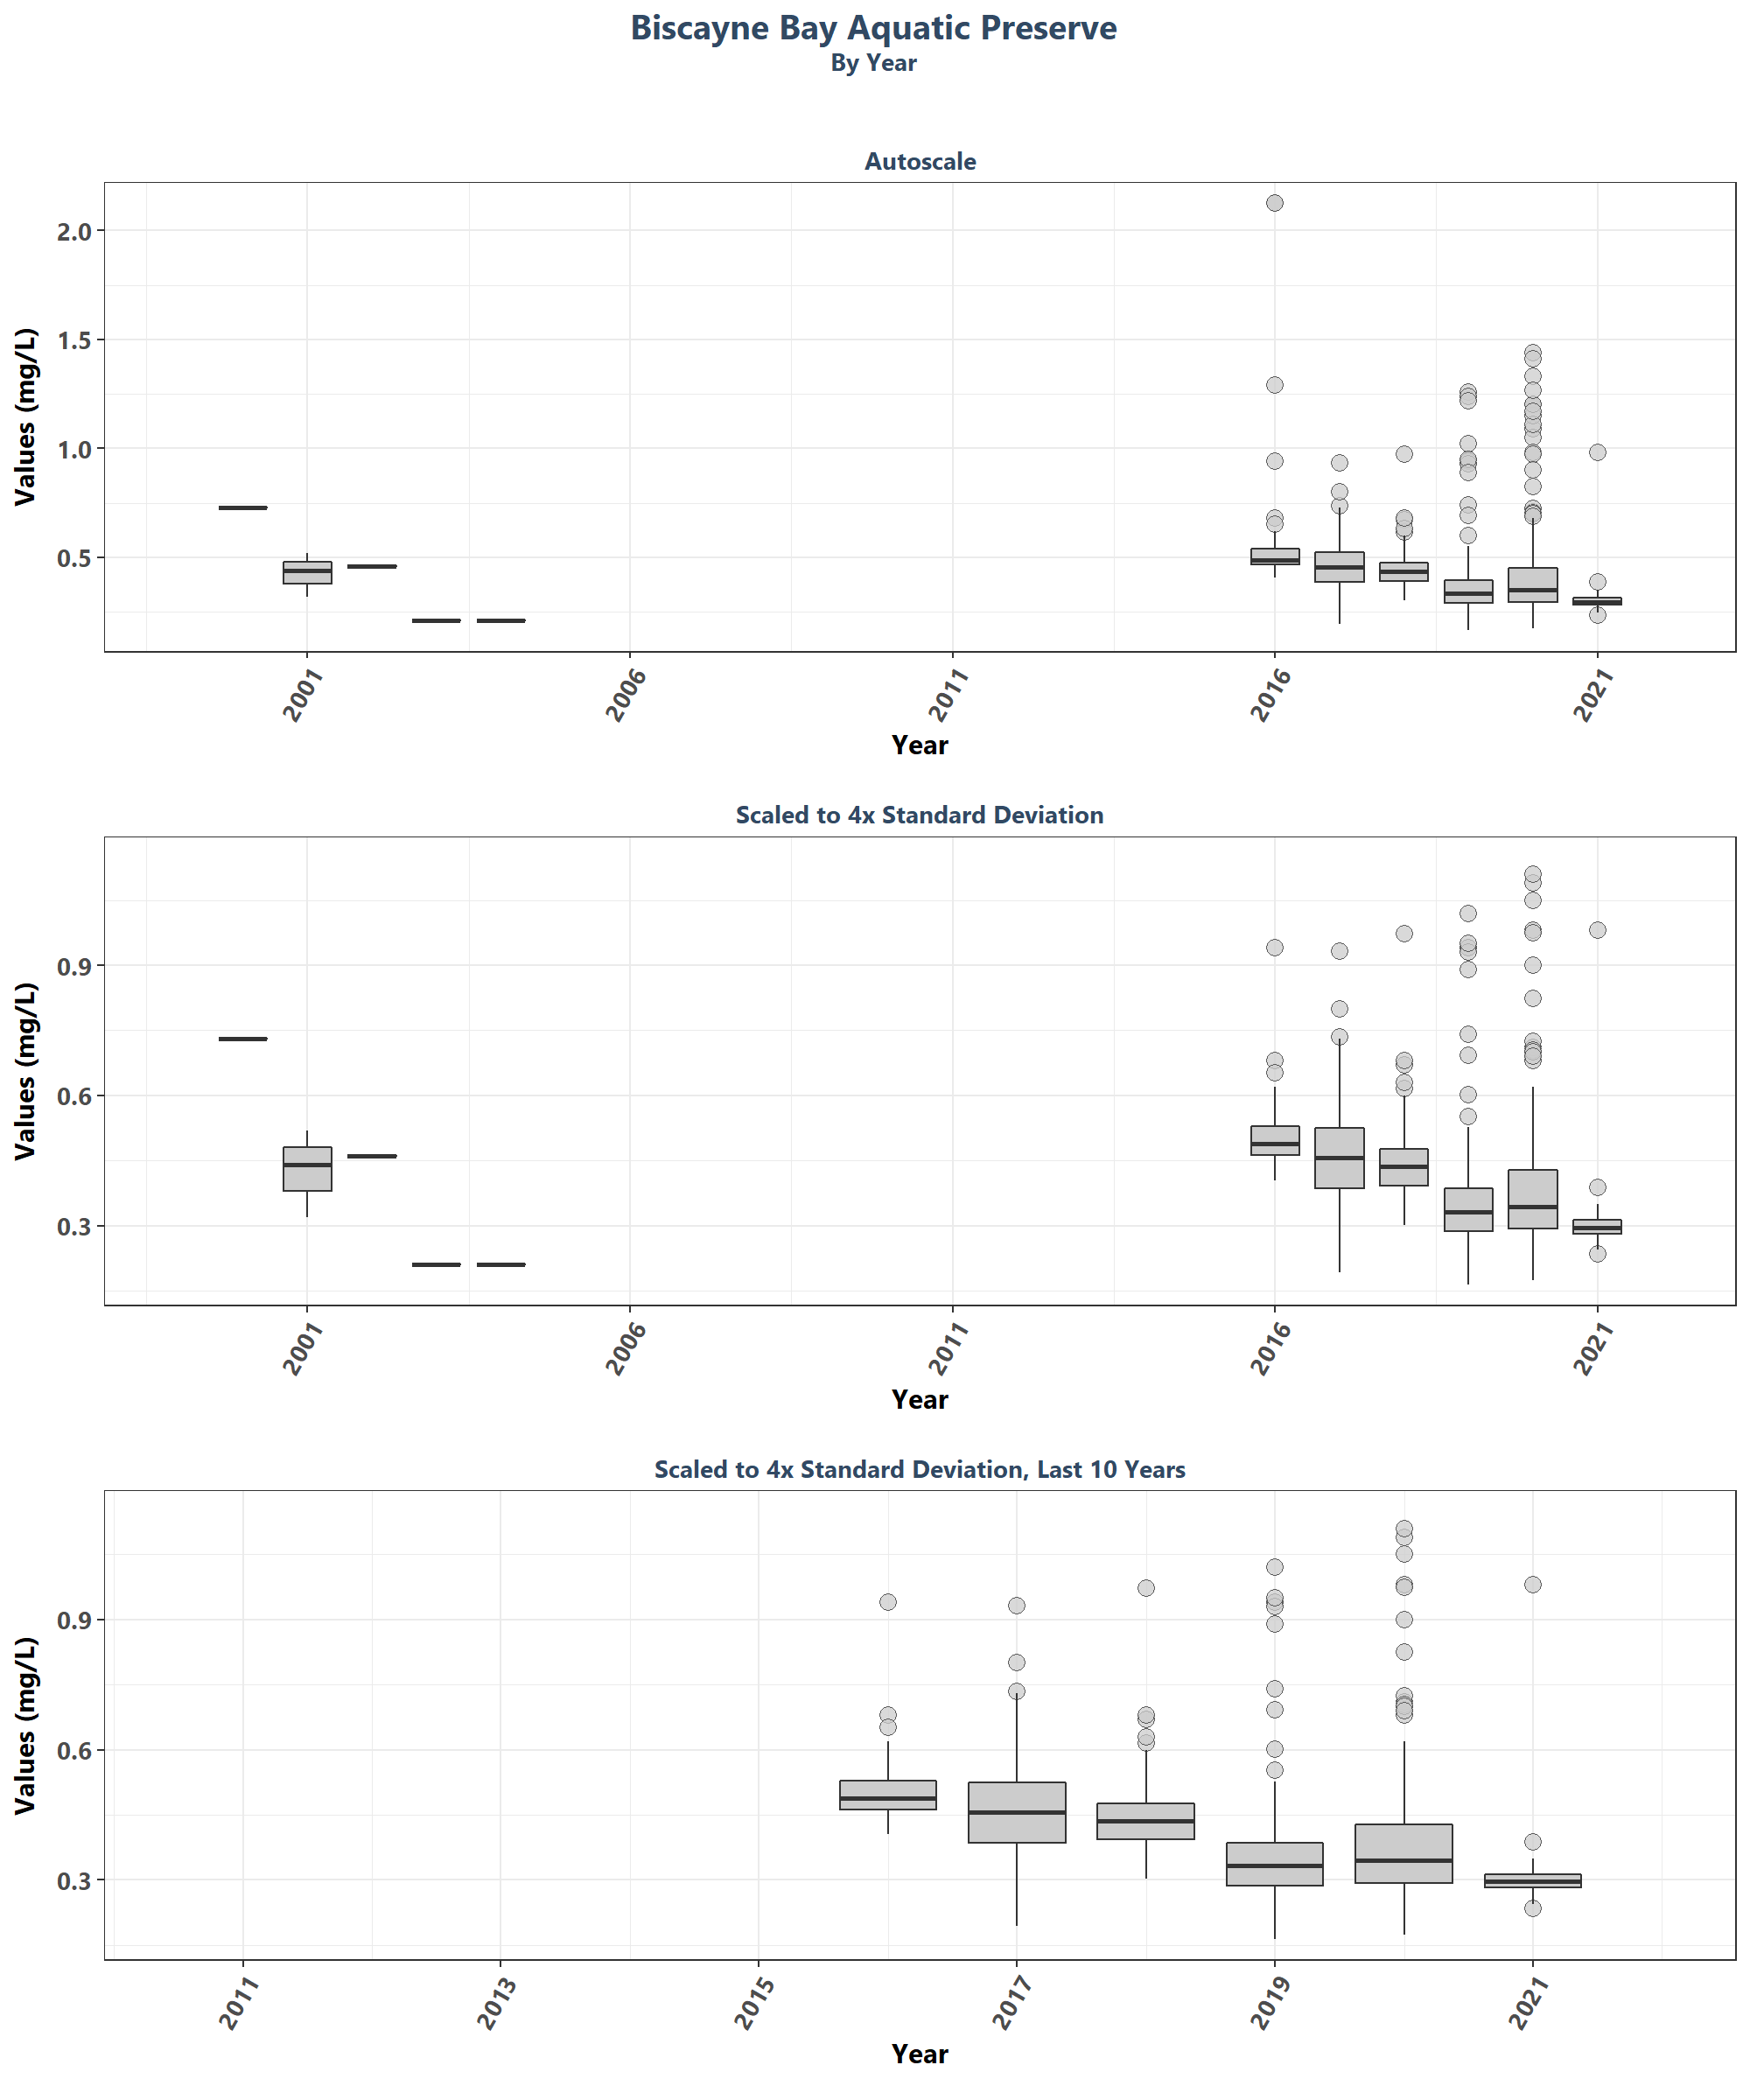 Biscayne Bay Aquatic Preserve
By Year
Autoscale
Values (mg/L)
2.0
1.5
1.0
0.5
2001
2006
2011
2016
2021
Year
Scaled to 4x Standard Deviation
Values (mg/L)
0.9
0.6
0.3
2001
2006
2011
2016
2021
Year
Scaled to 4x Standard Deviation, Last 10 Years
Values (mg/L)
0.9
0.6
0.3
2011
2013
2015
2017
2019
2021
Year